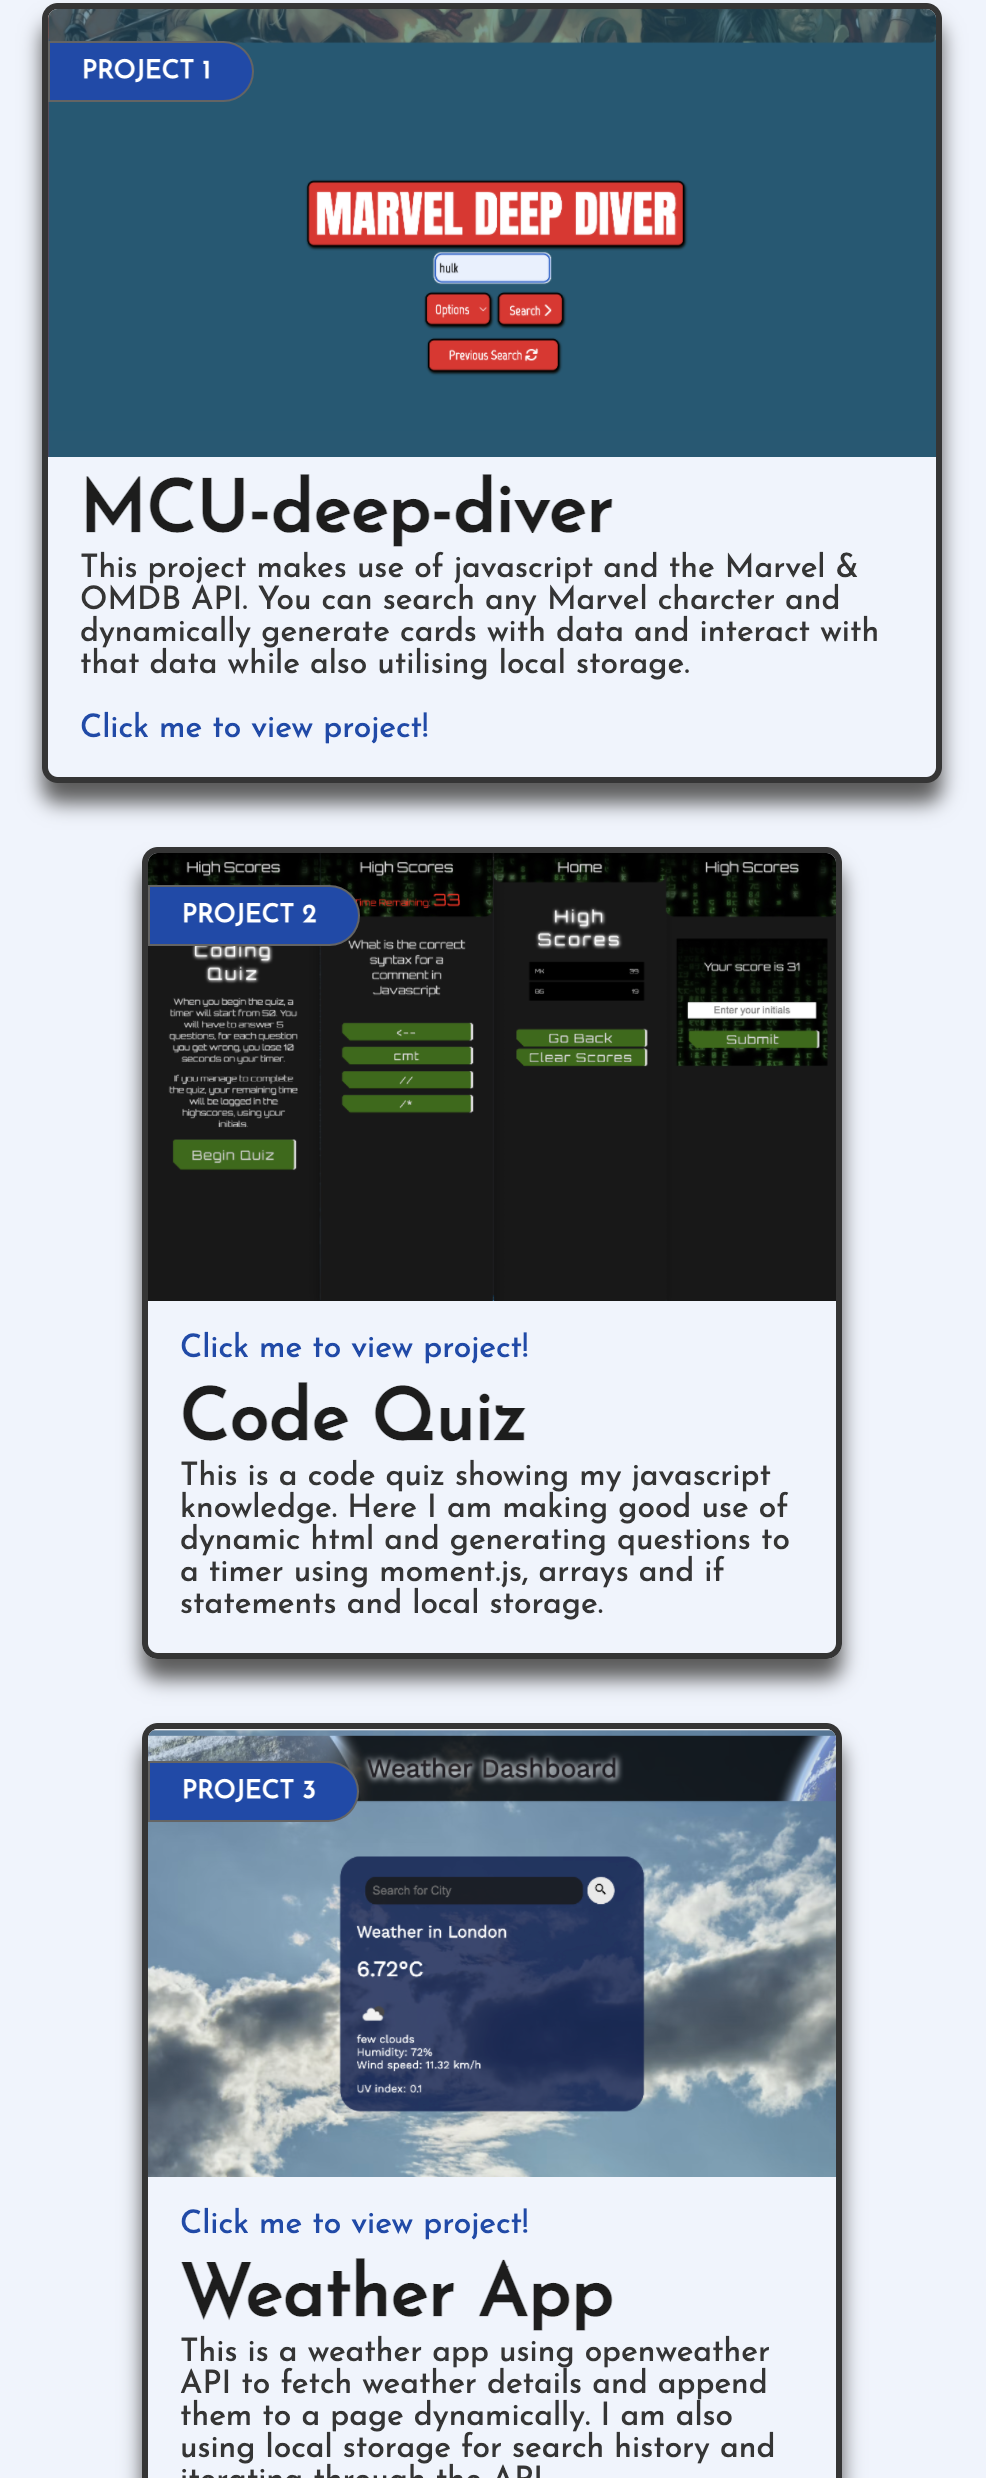 PROJECT 1
MARVEL DEEP DIVER
hulk
Options
Search
Previous Search
MCU-deep-diver
This project makes use of javascript and the Marvel &
OMDB API. You can search any Marvel charcter and
dynamically generate cards with data and interact with
that data while also utilising local storage.
Click me to view project!
High Scores
PROJECT 2
Coding
Quiz
When you begin the quiz, a
timer will start from 50. You
will have to answer 5
questions, for each question
you get wrong, you lose 10
seconds on your timer.
If you manage to complete
the quiz, your remaining time
will be logged in the
highscores, using your
initials.
Begin Quiz
High Scores
Time Remaining: 33
What is the correct
syntax for a
comment in
Javascript
<--
cmt
//
/*
Home
High
Scores
Go Back
Clear Scores
High Scores
Your score is 31
Enter your initials
Submit
Click me to view project!
Code Quiz
This is a code quiz showing my javascript
knowledge. Here I am making good use of
dynamic html and generating questions to
a timer using moment.js, arrays and if
statements and local storage.
Weather Dashboard
PROJECT 3
Search for City
Weather in London
6.72°C
few clouds
Humidity: 72%
Wind speed: 11.32 km/h
UV index: 0.1
Click me to view project!
Weather App
This is a weather app using openweather
API to fetch weather details and append
them to a page dynamically. I am also
using local storage for search history and
iterating through the API